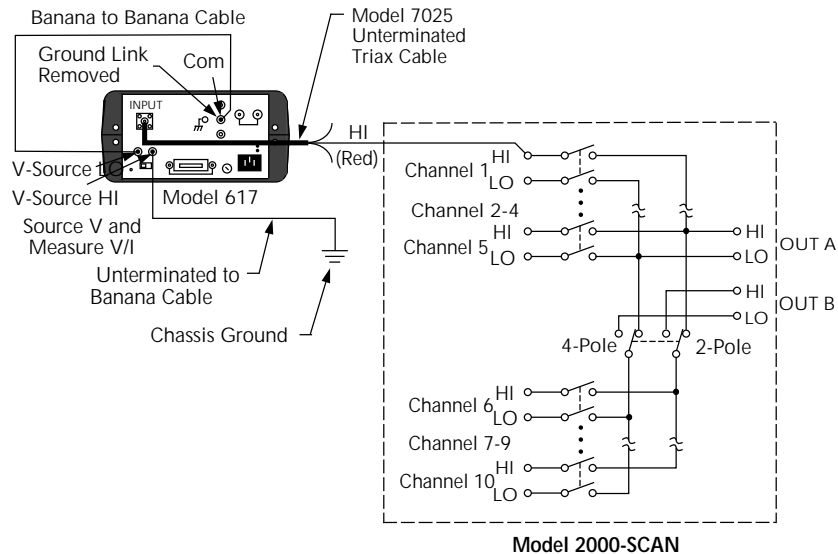 Banana to Banana Cable
Ground Link
Removed
Com
Model 7025
Unterminated
Triax Cable
INPUT
HI
(Red)
V-Source LO
V-Source HI
Model 617
Source V and
Measure V/I
Unterminated to
Banana Cable
Chassis Ground
HI
Channel 1
LO
Channel 2-4
HI
Channel 5
LO
HI
OUT A
LO
HI
OUT B
LO
4-Pole
2-Pole
HI
Channel 6
LO
Channel 7-9
HI
Channel 10
LO
Model 2000-SCAN